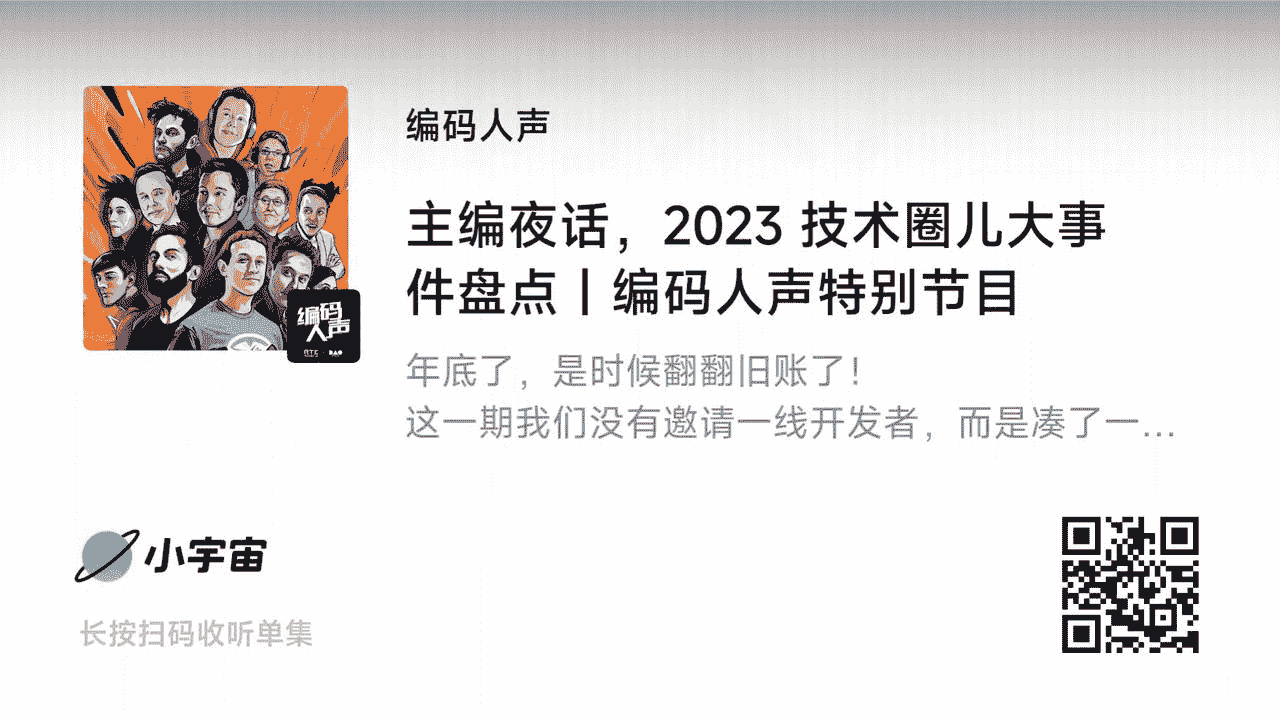 编码人声
主编夜话，2023 技术圈儿大事
件盘点丨编码人声特别节目
年底了，是时候翻翻旧账了！
这一期我们没有邀请一线开发者，而是凑了一...
编码
人声
RTE
小宇宙
长按扫码收听单集